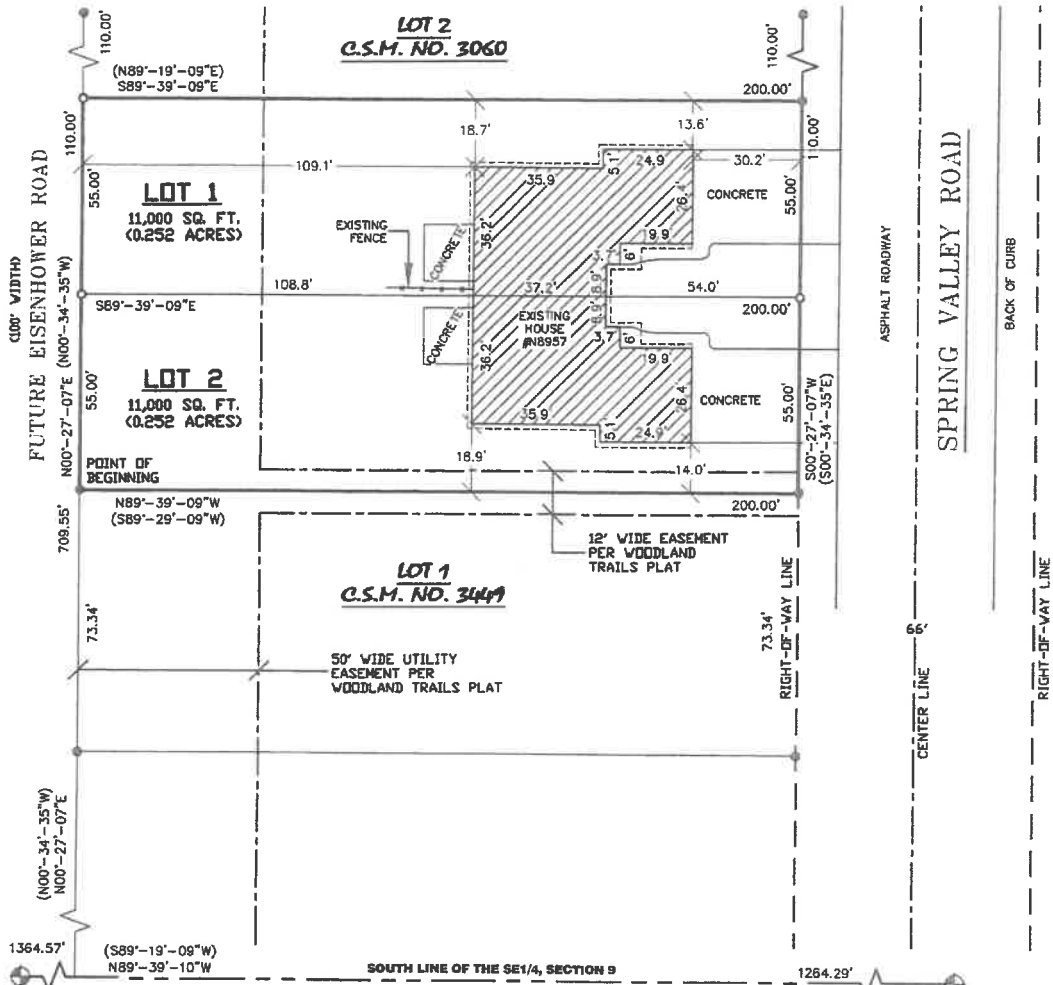 LOT 2
C.S.M. NO. 3060
110.00'
110.00'
(N89°-19'-09"E)
S89°-39'-09"E
200.00'
110.00'
18.7'
13.6'
110.00'
109.1'
24.9
5.1
30.2'
35.9
LOT 1
11,000 SQ. FT.
(0.252 ACRES)
55.00'
EXISTING
FENCE
CONCRETE
36.2'
26.4'
CONCRETE
55.00'
9.9
6'
3.7
8.9'
108.8'
37.2'
54.0'
S89°-39'-09"E
200.00'
8.9'
EXISTING
HOUSE
#N8957
CONCRETE
36.2
3.7
6'
9.9
LOT 2
11,000 SQ. FT.
(0.252 ACRES)
55.00'
26.4
CONCRETE
55.00'
35.9
5.1
24.9'
18.9'
14.0'
POINT OF
BEGINNING
N89°-39'-09"W
(S89°-29'-09"W)
200.00'
(100' WIDTH)
FUTURE EISENHOWER ROAD
N00°-27'-07"E (N00°-34'-35"W)
S00°-27'-07"W
(S00°-34'-35"E)
ASPHALT ROADWAY
SPRING VALLEY ROAD
BACK OF CURB
709.55'
12' WIDE EASEMENT
PER WOODLAND
TRAILS PLAT
LOT 1
C.S.M. NO. 3449
73.34'
73.34'
RIGHT-OF-WAY LINE
66'
CENTER LINE
RIGHT-OF-WAY LINE
50' WIDE UTILITY
EASEMENT PER
WOODLAND TRAILS PLAT
(N00°-34'-35"W)
N00°-27'-07"E
1364.57'
(S89°-19'-09"W)
N89°-39'-10"W
SOUTH LINE OF THE SE1/4, SECTION 9
1264.29'